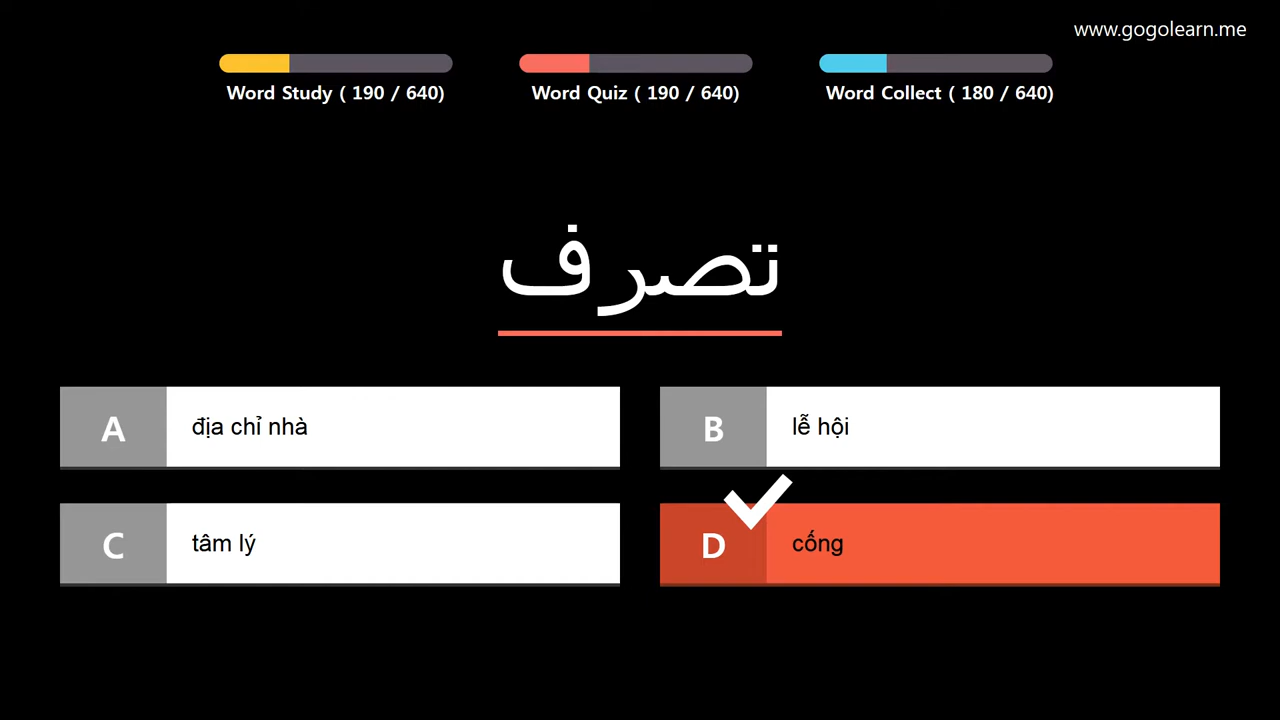 www.gogolearn.me
Word Study ( 190 / 640)
Word Quiz ( 190 / 640)
Word Collect ( 180 / 640)
تصرف
A
địa chỉ nhà
B
lễ hội
C
tâm lý
D
cống